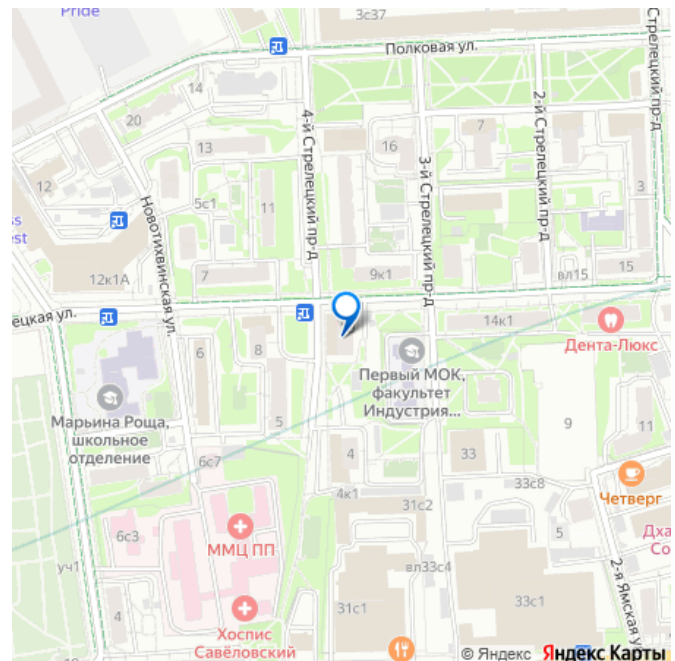 Pride
3с37
Полковая ул.
14
20
13
16
7
12
5с1
11
4-й Стрелецкий пр-д
3-й Стрелецкий пр-д
2-й Стрелецкий пр-д
Стрелецкий пр-д
3
Новотихвинская ул.
ss
est
12к1А
7
9к1
вл15
15
ецкая ул.
14к1
Дента-Люкс
6
8
Первый МОК,
факультет
Индустрия...
Марьина Роща,
школьное
отделение
5
9
11
6с7
4
33
4к1
31с2
33с8
Четверг
6с3
ММЦ ПП
уч1
вл33с4
5
Дха
Со
2-я Ямская ул
4
31с1
33с1
Хоспис
Савёловский
© Яндекс Яндекс Карты